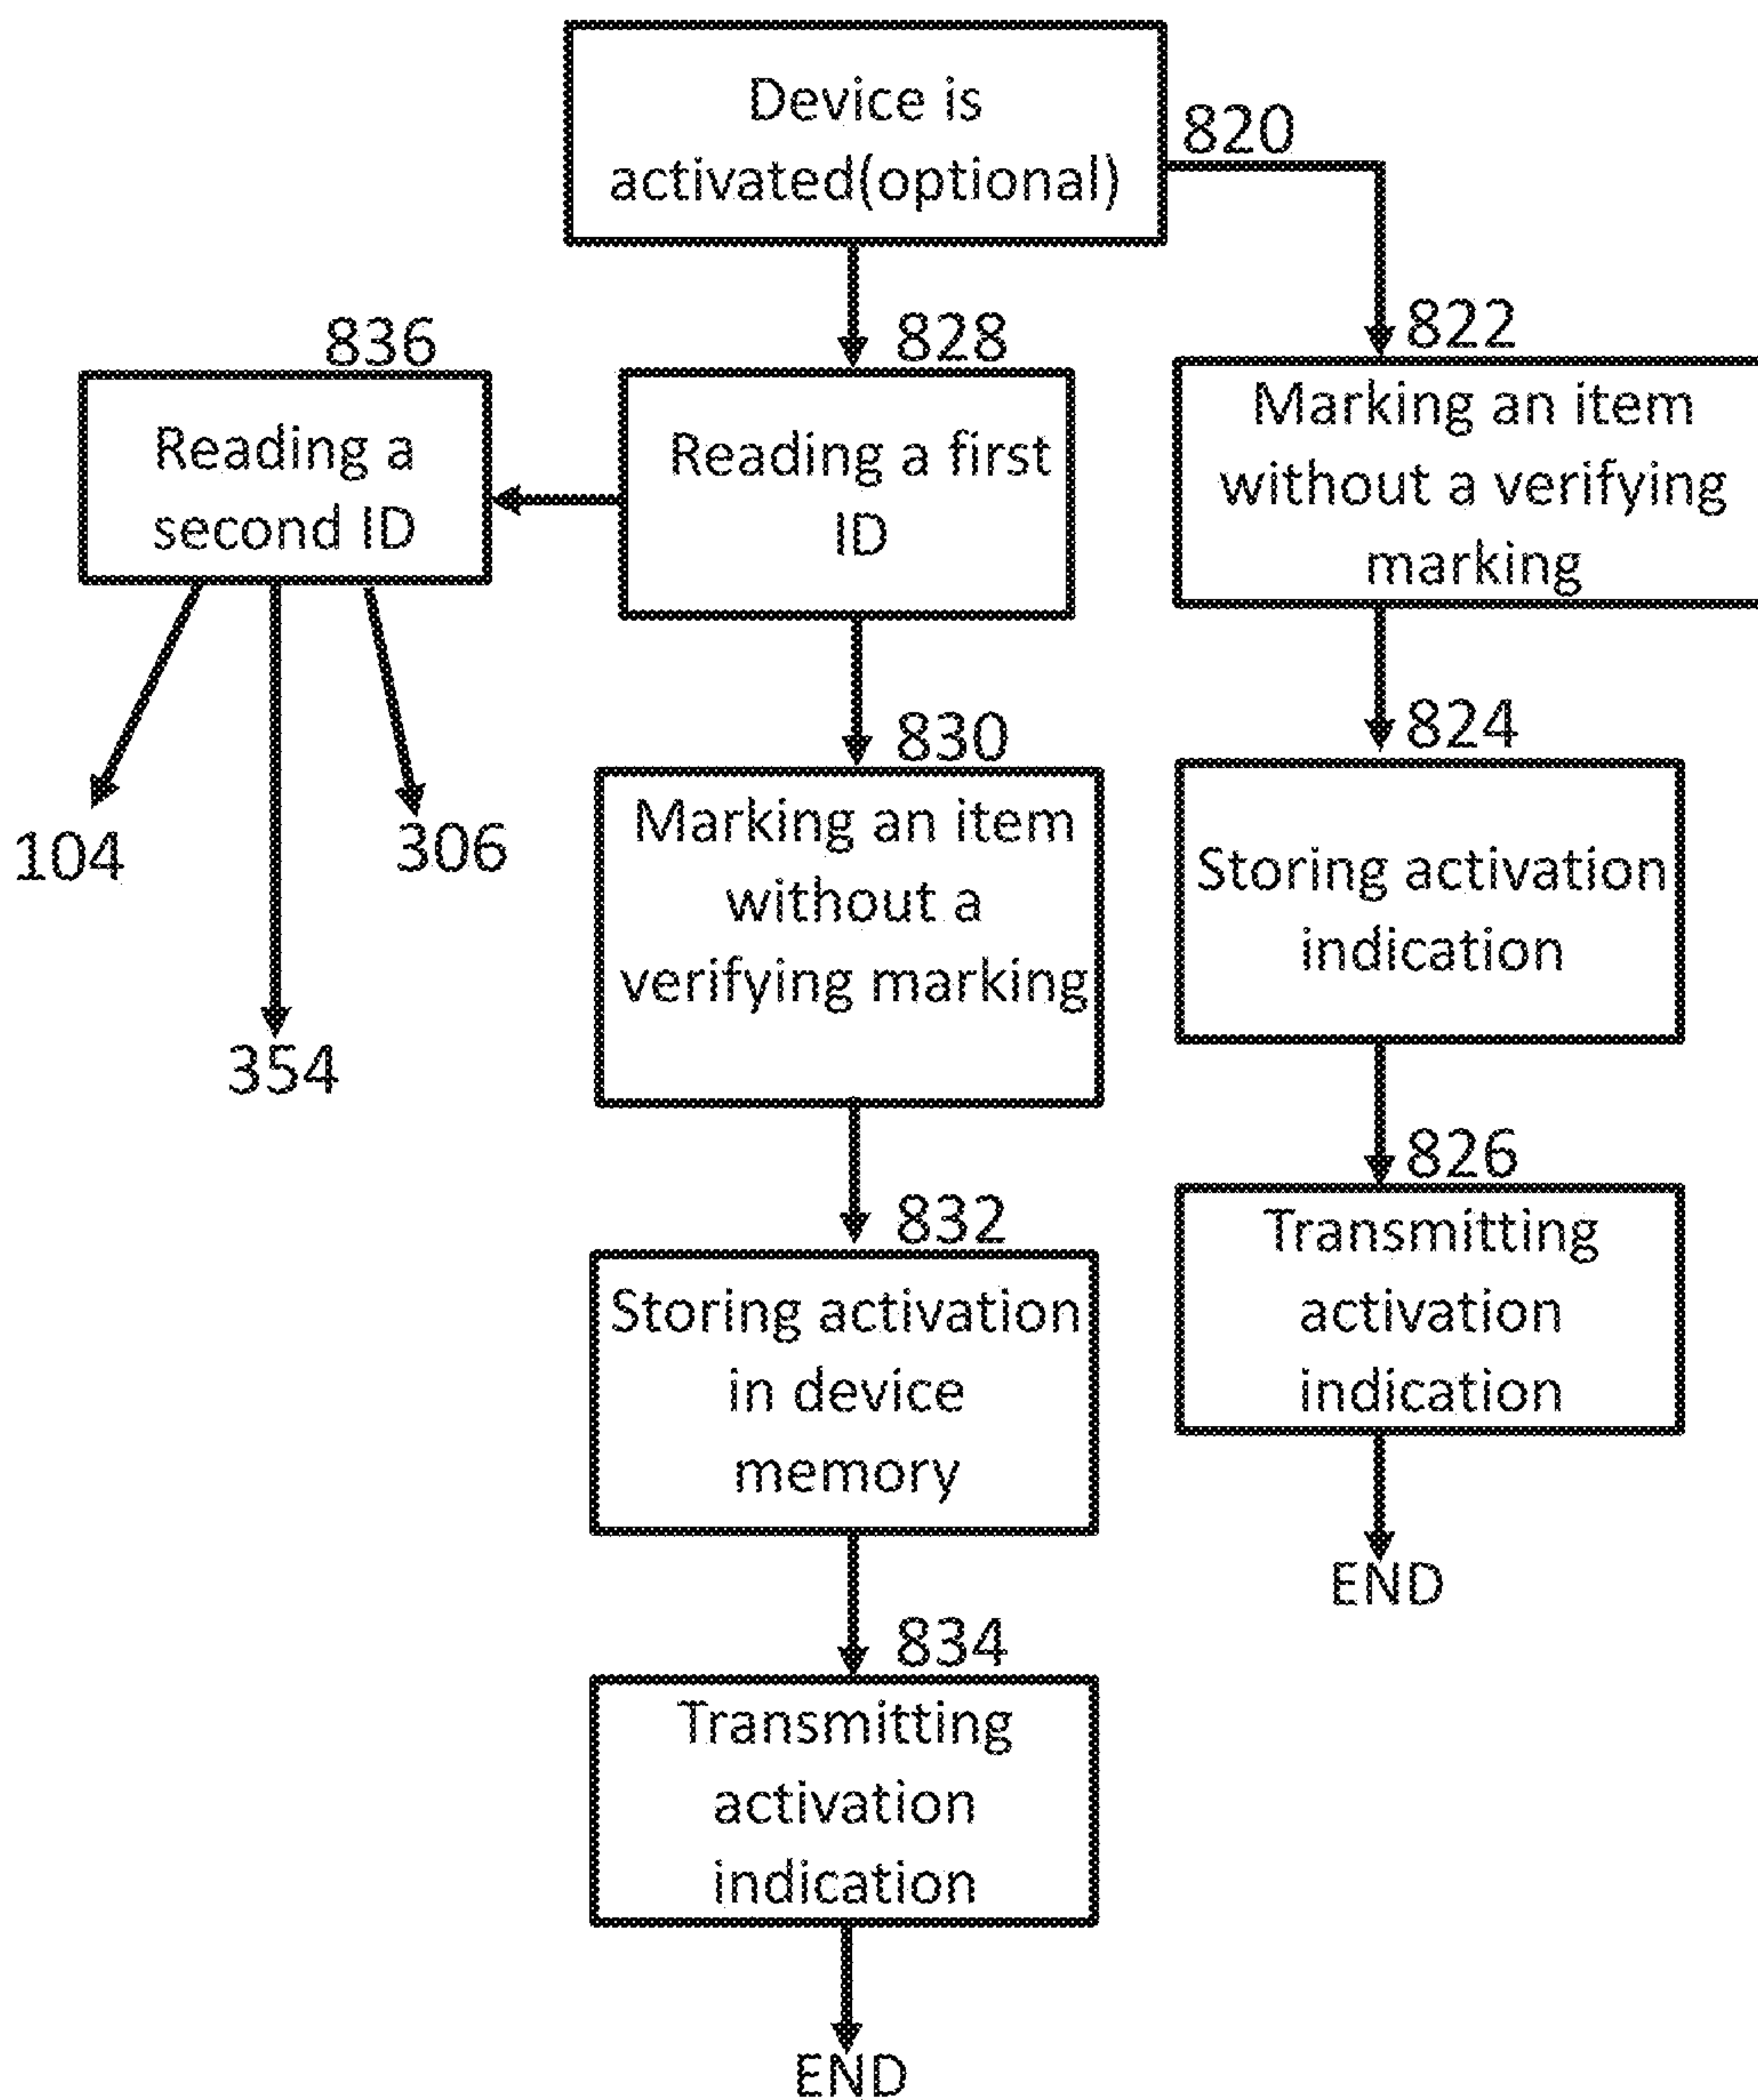 Device is
activated(optional)
820
836
Reading a
second ID
104
354
306
828
Reading a first
ID
830
Marking an item
without a
verifying marking
832
Storing activation
in device
memory
834
Transmitting
activation
indication
END
822
Marking an item
without a verifying
marking
824
Storing activation
indication
826
Transmitting
activation
indication
END